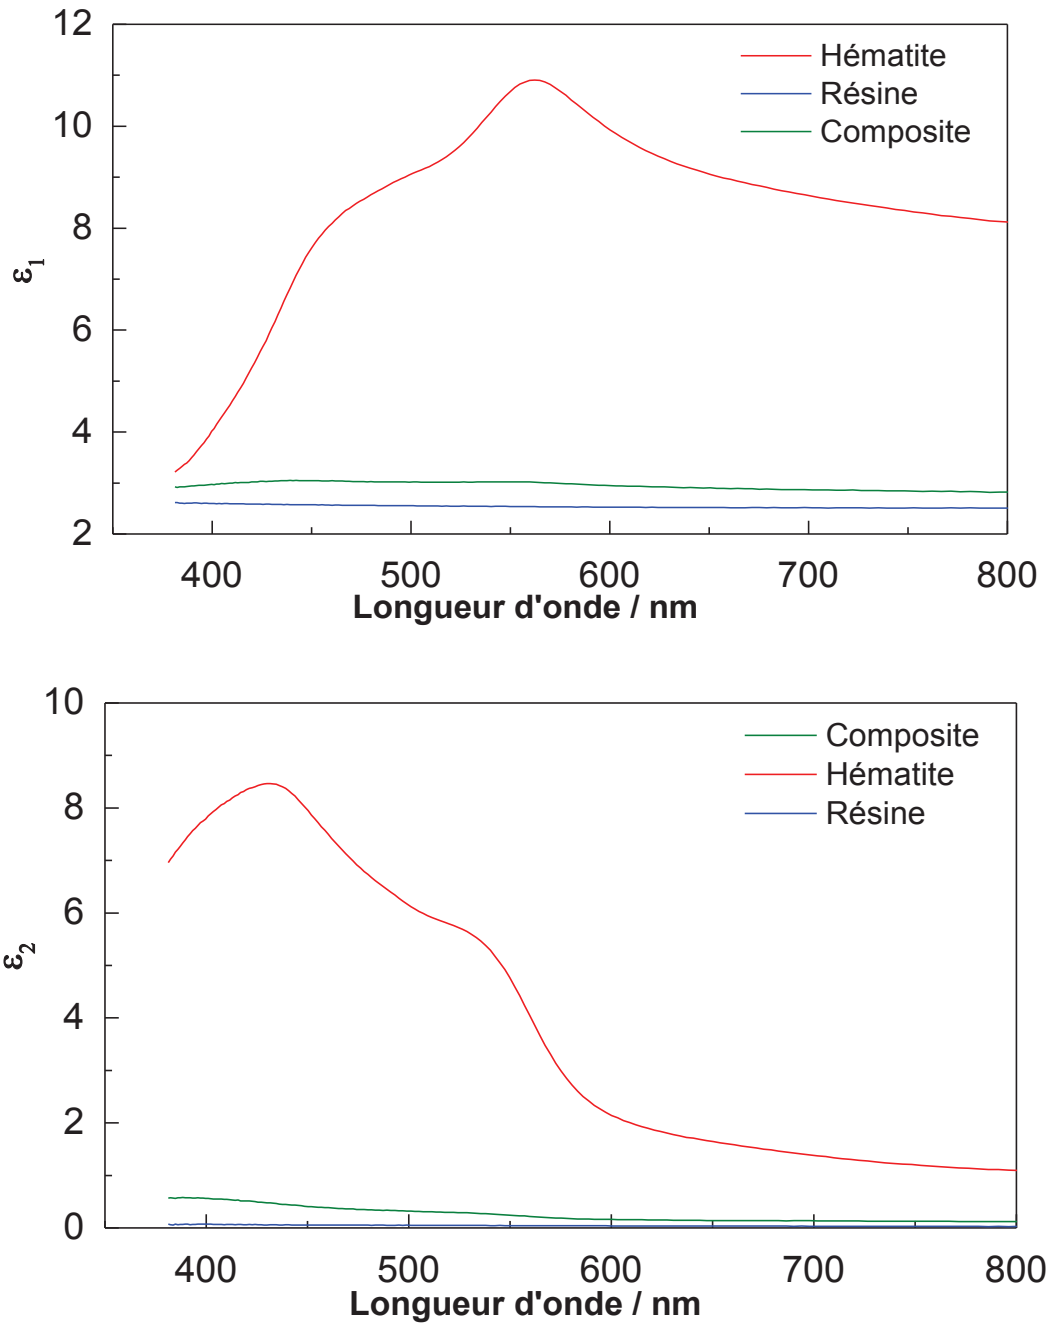 12
10
8
6
4
2
ε1
Hématite
Résine
Composite
400 500 600 700 800
Longueur d'onde / nm
10
8
6
4
2
0
ε2
Composite
Hématite
Résine
400 500 600 700 800
Longueur d'onde / nm